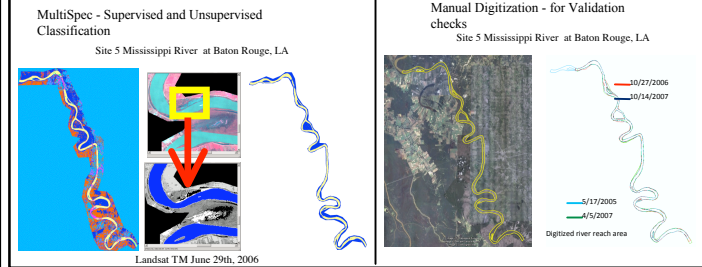 MultiSpec - Supervised and Unsupervised
Classification
Site 5 Mississippi River at Baton Rouge, LA
Landsat TM June 29th, 2006
Manual Digitization - for Validation
checks
Site 5 Mississippi River at Baton Rouge, LA
10/27/2006
10/14/2007
5/17/2005
4/5/2007
Digitized river reach area